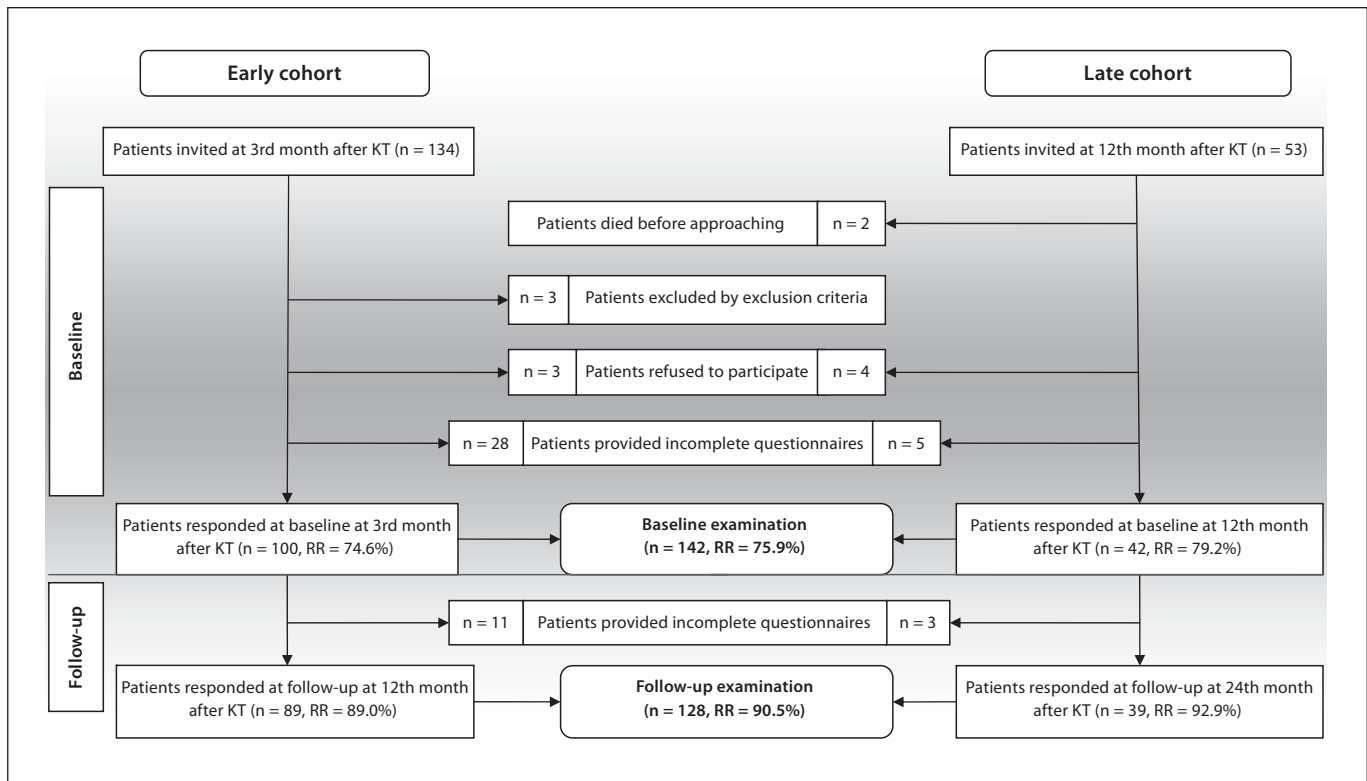 Early cohort
Late cohort
Patients invited at 3rd month after KT (n = 134)
Patients invited at 12th month after KT (n = 53)
Baseline
Patients died before approaching
n = 2
n = 3
Patients excluded by exclusion criteria
n = 3
Patients refused to participate
n = 4
n = 28
Patients provided incomplete questionnaires
n = 5
Patients responded at baseline at 3rd month
after KT (n = 100, RR = 74.6%)
Baseline examination
(n = 142, RR = 75.9%)
Patients responded at baseline at 12th month
after KT (n = 42, RR = 79.2%)
Follow-up
n = 11
Patients provided incomplete questionnaires
n = 3
Patients responded at follow-up at 12th month
after KT (n = 89, RR = 89.0%)
Follow-up examination
(n = 128, RR = 90.5%)
Patients responded at follow-up at 24th month
after KT (n = 39, RR = 92.9%)